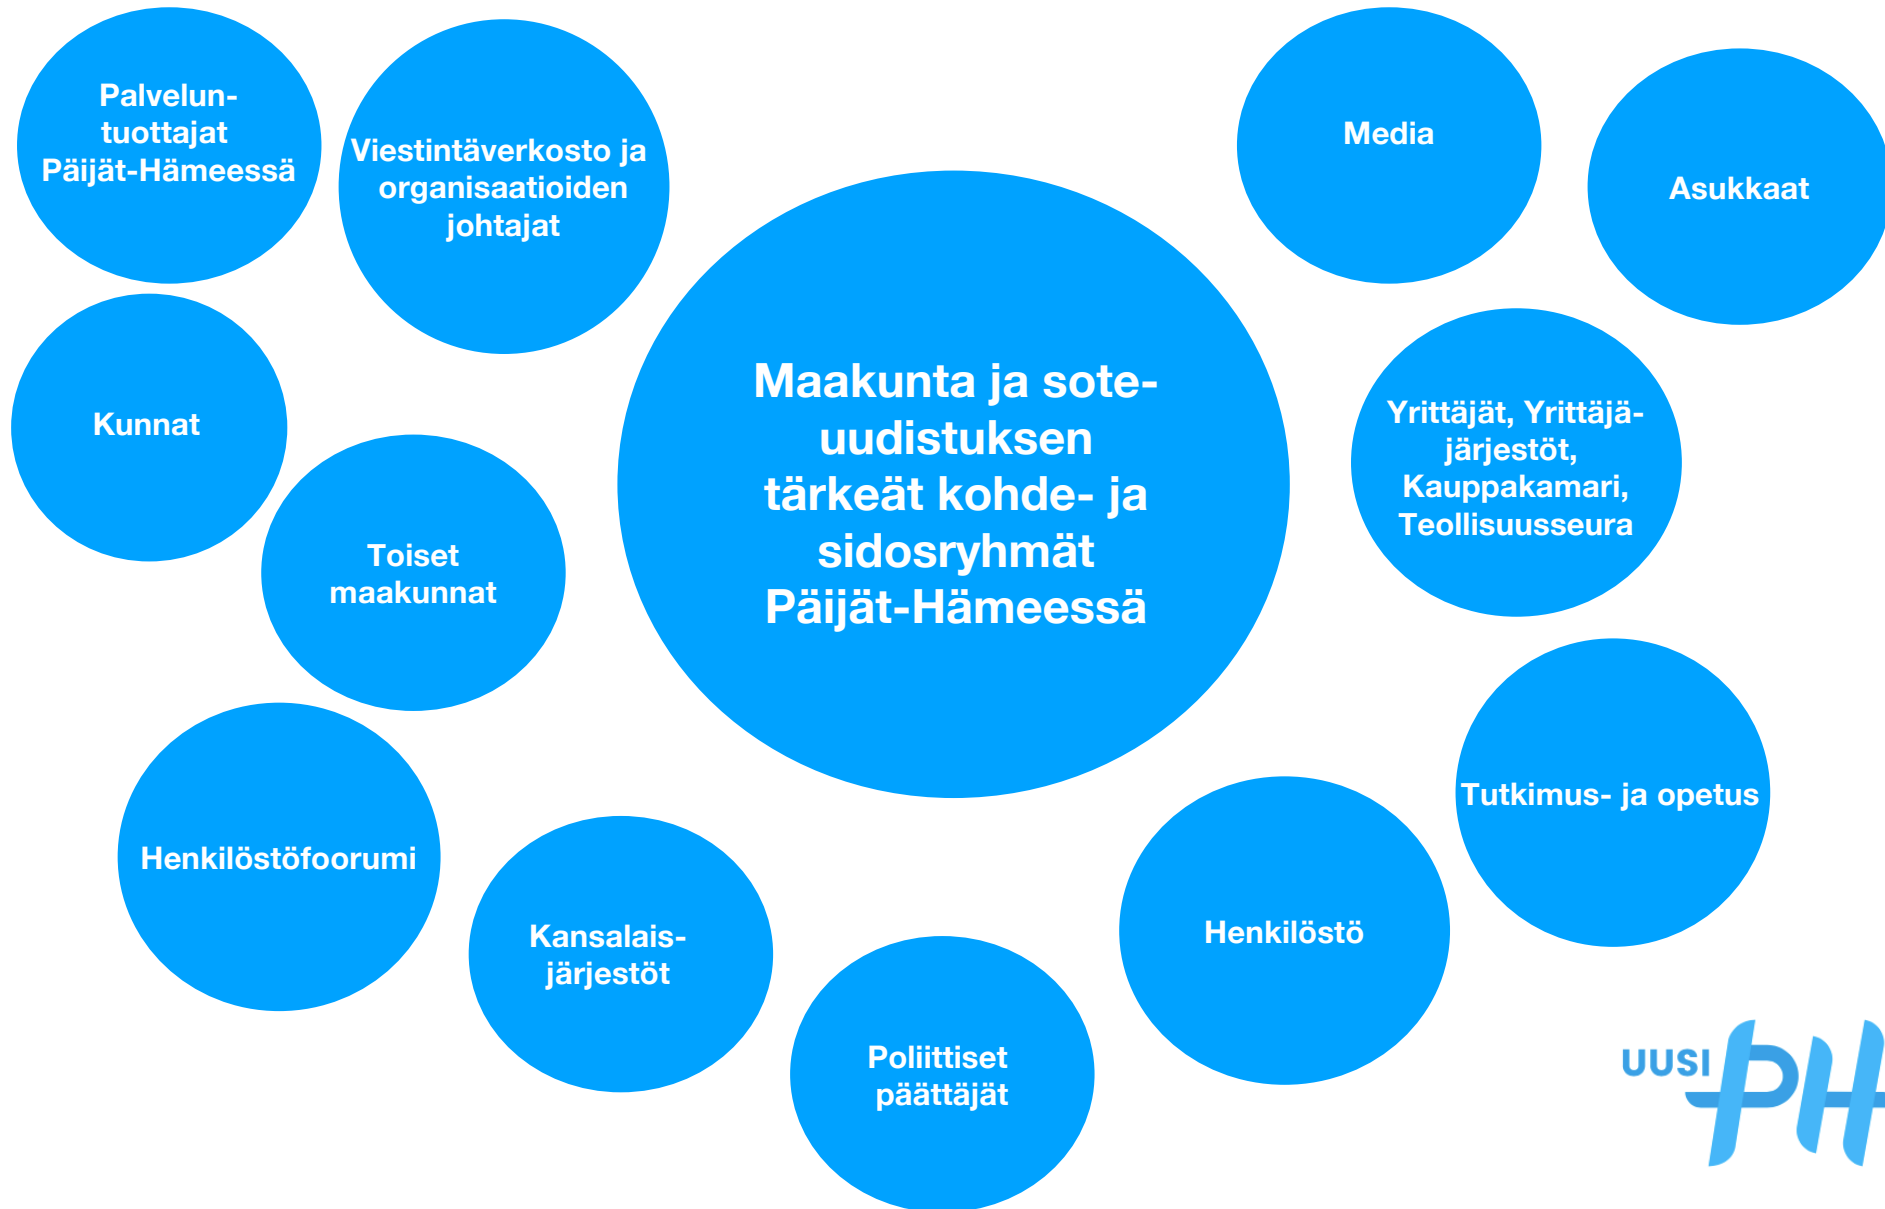 Palvelun-
tuottajat
Päijät-Hämeessä
Viestintäverkosto ja
organisaatioiden
johtajat
Media
Asukkaat
Kunnat
Maakunta ja sote-
uudistuksen
tärkeät kohde- ja
sidosryhmät
Päijät-Hämeessä
Yrittäjät, Yrittäjä-
järjestöt,
Kauppakamari,
Teollisuusseura
Toiset
maakunnat
Henkilöstöfoorumi
Tutkimus- ja opetus
Kansalais-
järjestöt
Henkilöstö
Poliittiset
päättäjät
UUSI
PH